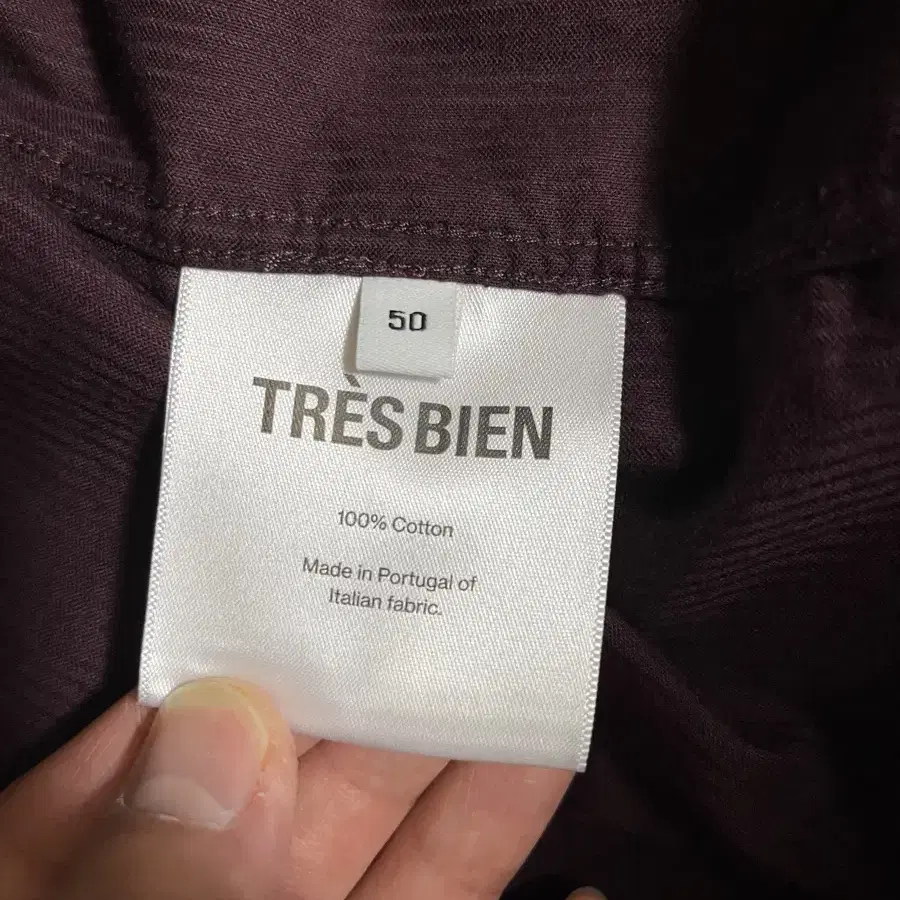 50
TRÈS BIEN
100% Cotton
Made in Portugal of
Italian fabric.